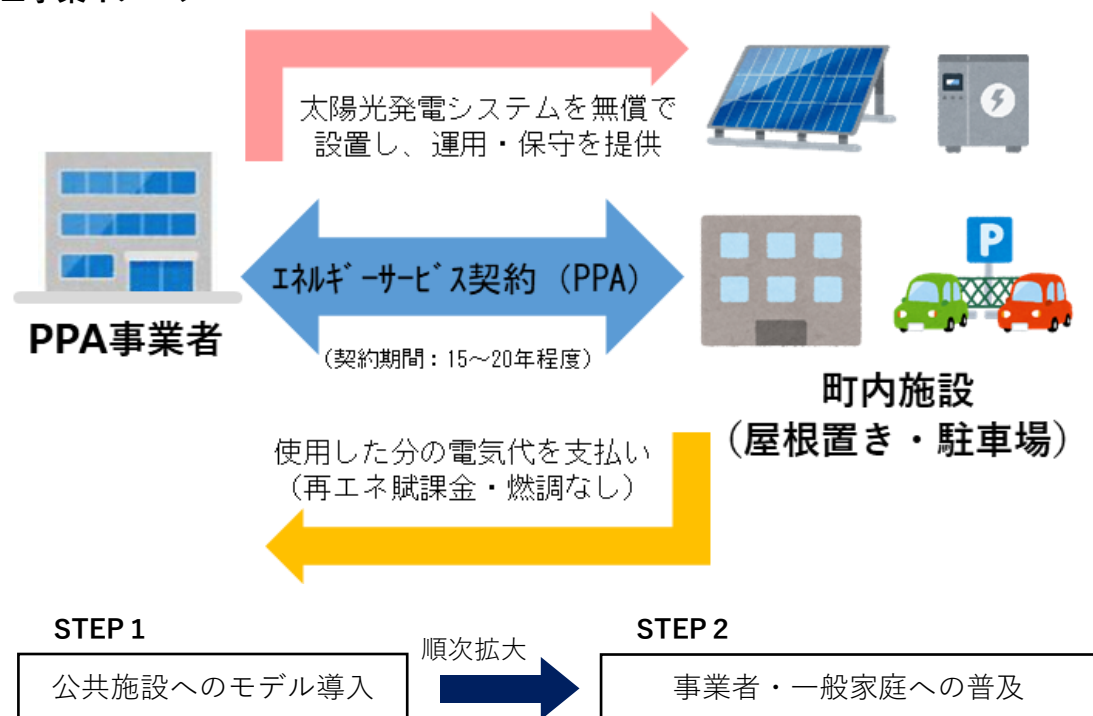 太陽光発電システムを無償で
設置し、運用・保守を提供
P
PPA事業者
ｴﾈﾙｷﾞｰｻｰﾋﾞｽ契約（PPA）
（契約期間：15～20年程度）
町内施設
（屋根置き・駐車場）
使用した分の電気代を支払い
（再エネ賦課金・燃調なし）
STEP 1
順次拡大
STEP 2
公共施設へのモデル導入
事業者・一般家庭への普及